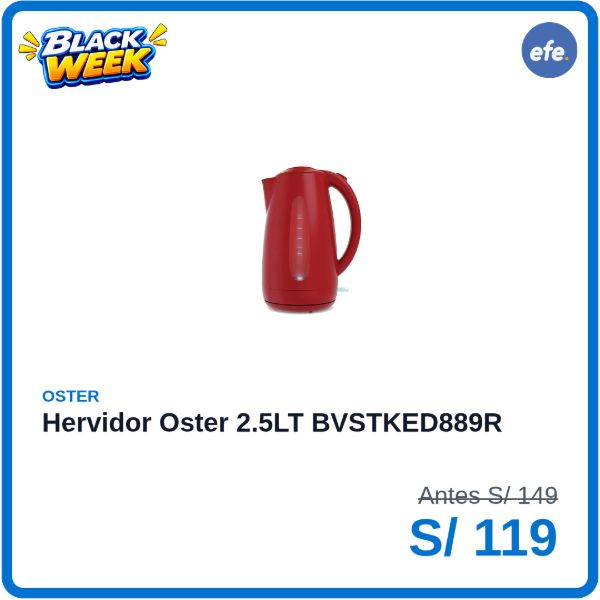 BLACK
WEEK
efe.
OSTER
Hervidor Oster 2.5LT BVSTKED889R
Antes S/ 149
S/ 119